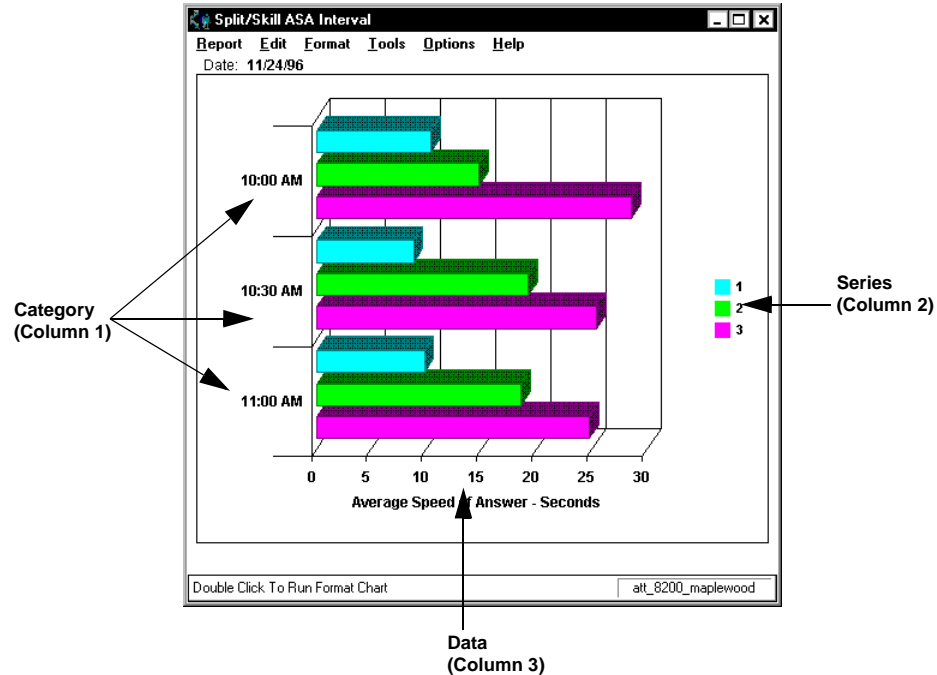 Split/Skill ASA Interval
Report Edit Format Tools Options Help
Date: 11/24/96
10:00 AM
10:30 AM
11:00 AM
Category
(Column 1)
1
2
3
Series
(Column 2)
0 5 10 15 20 25 30
Average Speed of Answer - Seconds
Double Click To Run Format Chart
att_8200_maplewood
Data
(Column 3)